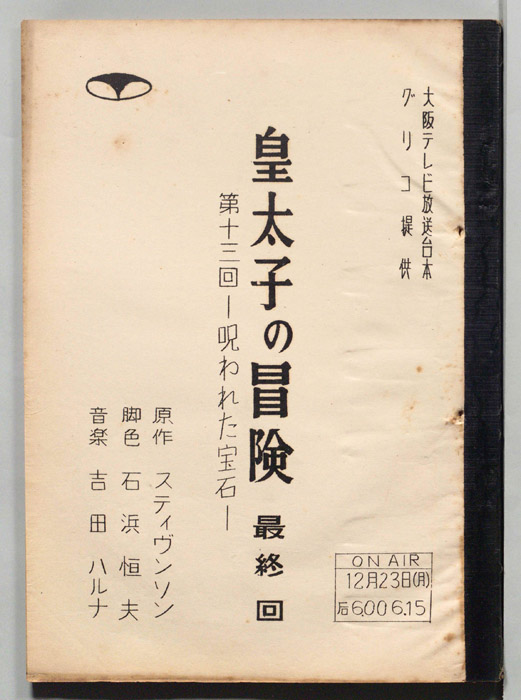 大阪テレビ放送台本
グリコ提供
皇太子の冒険 最終回
第十三回ー呪われた宝石ー
原作 スティヴンソン
脚色 石浜恒夫
音楽 吉田ハルナ
ON AIR
12月23日(月)
后6.00 6.15